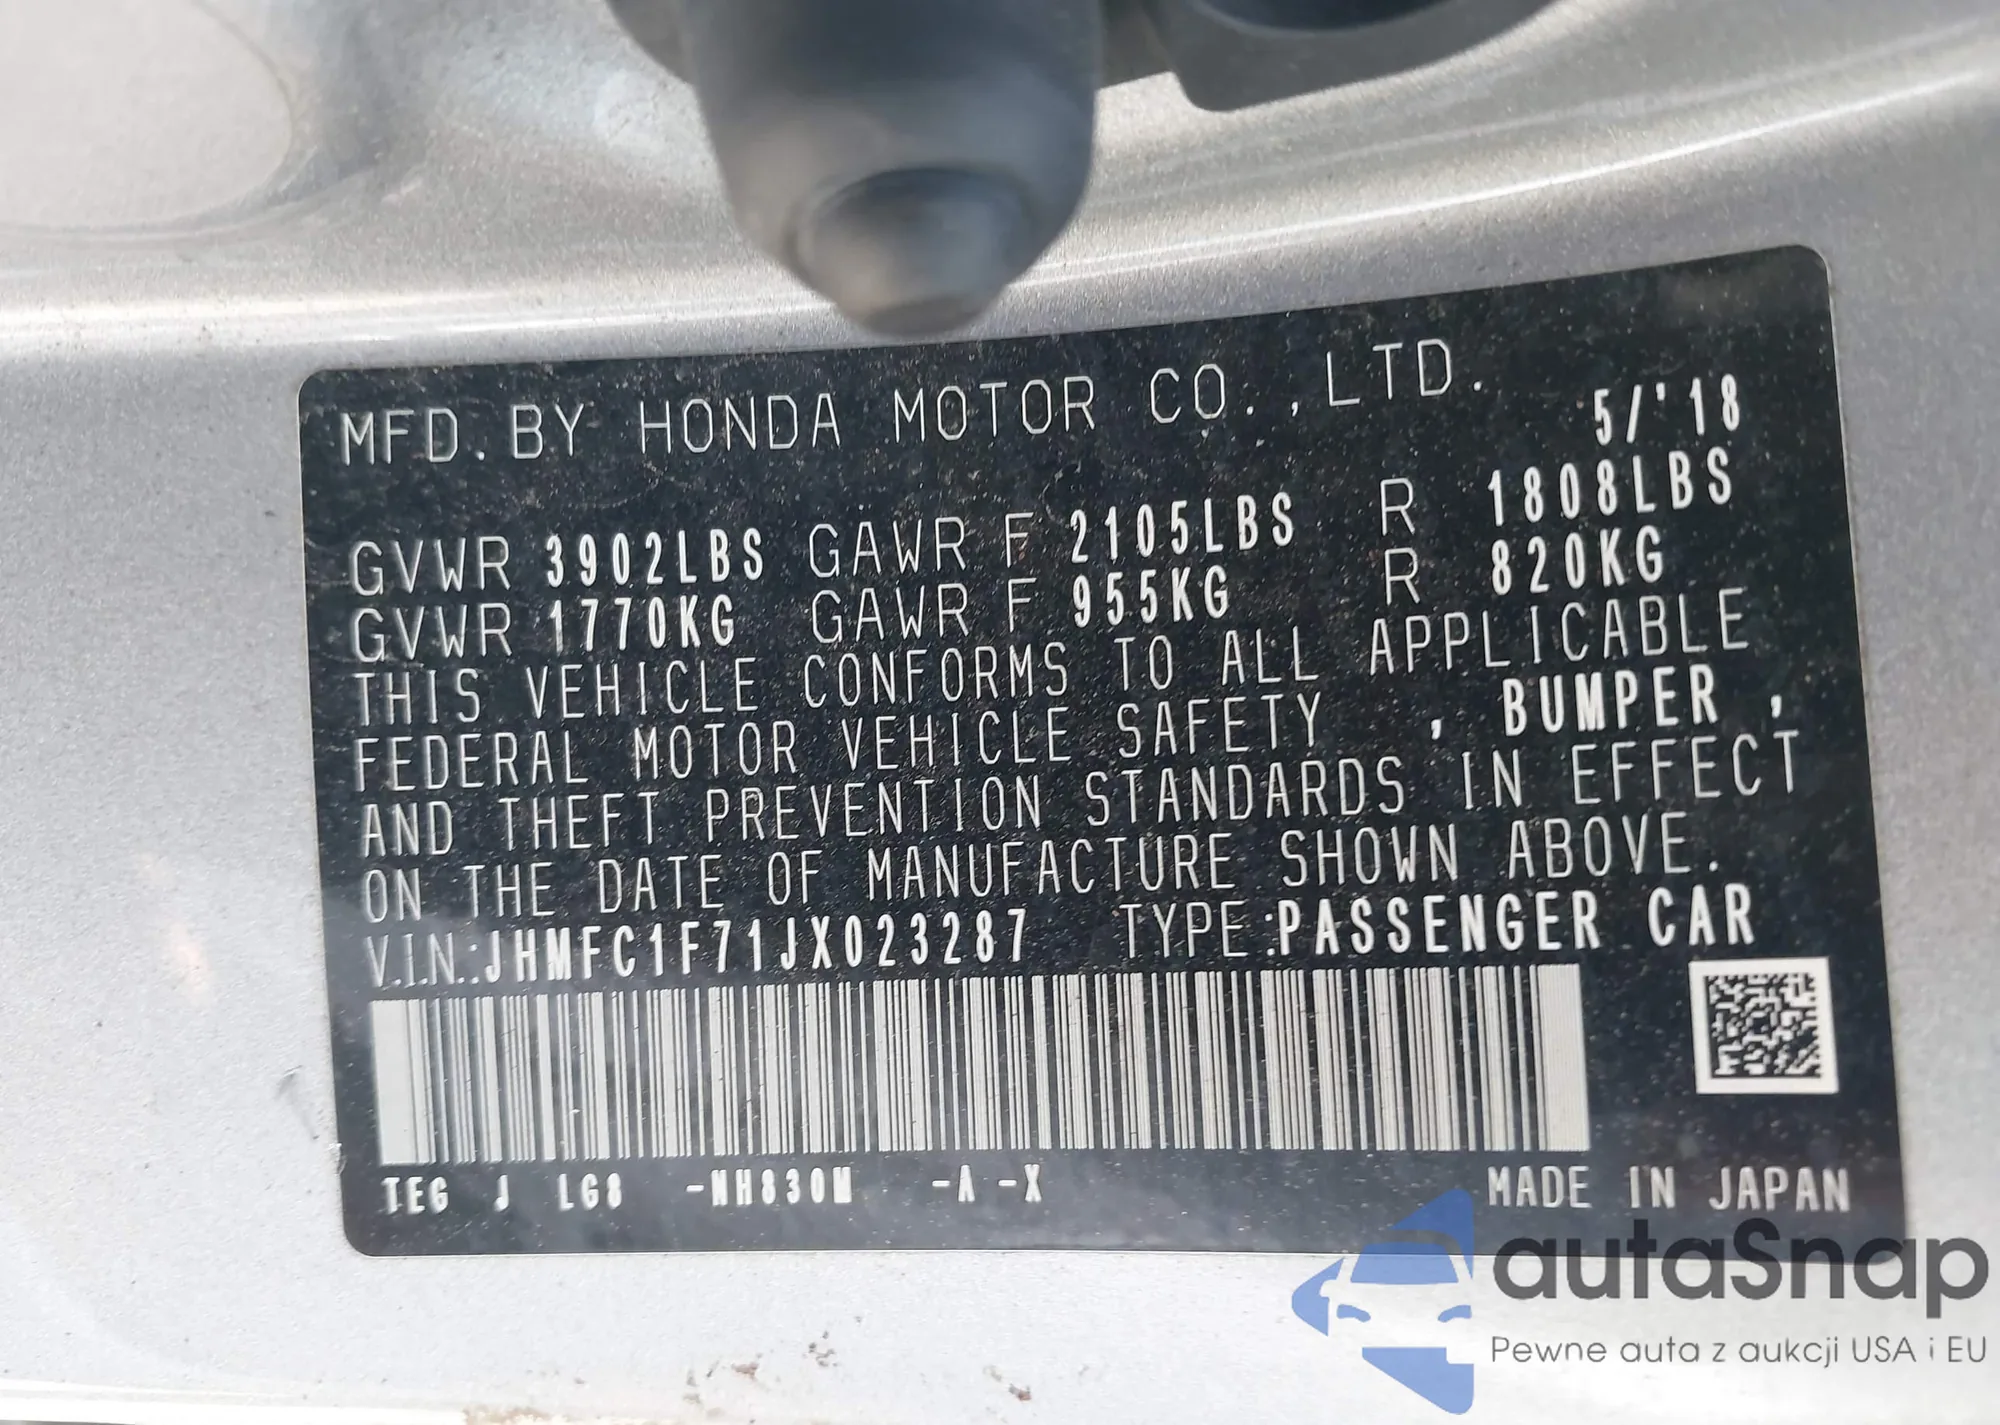 MFD. BY HONDA MOTOR CO.,LTD. 5/'18
GVWR 3902LBS GAWR F 2105LBS R 1808LBS
GVWR 1770KG GAWR F 955KG R 820KG
THIS VEHICLE CONFORMS TO ALL APPLICABLE
FEDERAL MOTOR VEHICLE SAFETY , BUMPER ,
AND THEFT PREVENTION STANDARDS IN EFFECT
ON THE DATE OF MANUFACTURE SHOWN ABOVE.
V.I.N.:JHMFC1F71JX023287 TYPE:PASSENGER CAR
TEG J LG8 -NH830M -A-X MADE IN JAPAN
autaSnap
Pewne auta z aukcji USA i EU